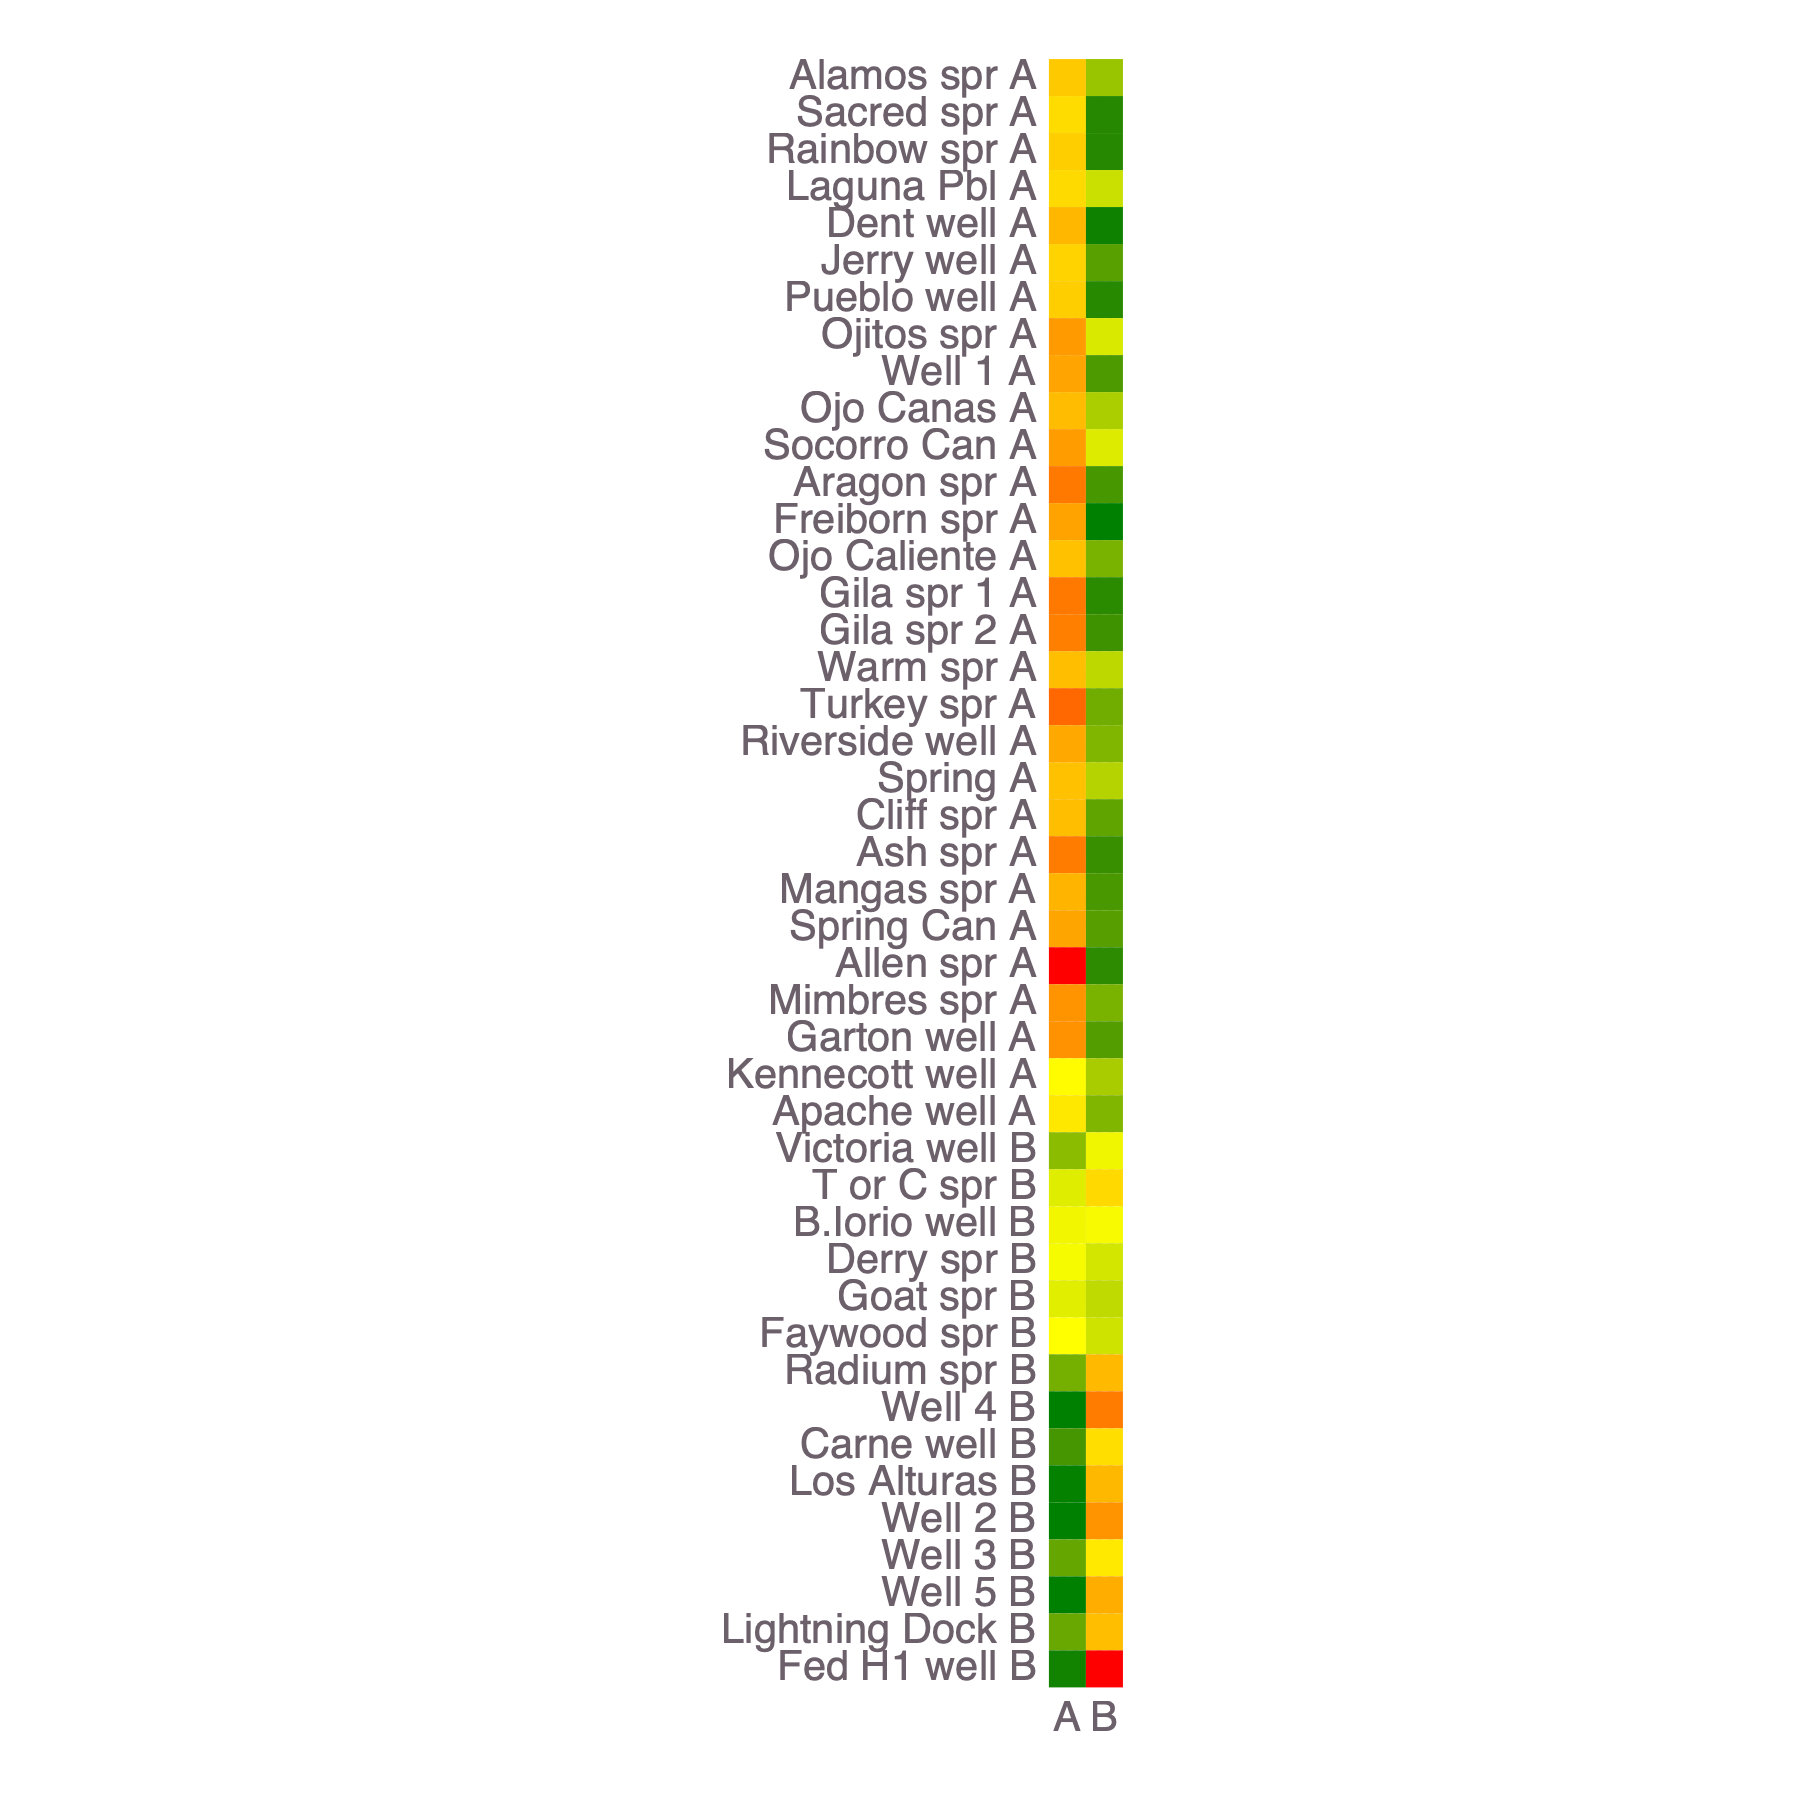 Alamos spr A
Sacred spr A
Rainbow spr A
Laguna Pbl A
Dent well A
Jerry well A
Pueblo well A
Ojitos spr A
Well 1 A
Ojo Canas A
Socorro Can A
Aragon spr A
Freiborn spr A
Ojo Caliente A
Gila spr 1 A
Gila spr 2 A
Warm spr A
Turkey spr A
Riverside well A
Spring A
Cliff spr A
Ash spr A
Mangas spr A
Spring Can A
Allen spr A
Mimbres spr A
Garton well A
Kennecott well A
Apache well A
Victoria well B
T or C spr B
B.Iorio well B
Derry spr B
Goat spr B
Faywood spr B
Radium spr B
Well 4 B
Carne well B
Los Alturas B
Well 2 B
Well 3 B
Well 5 B
Lightning Dock B
Fed H1 well B
A B